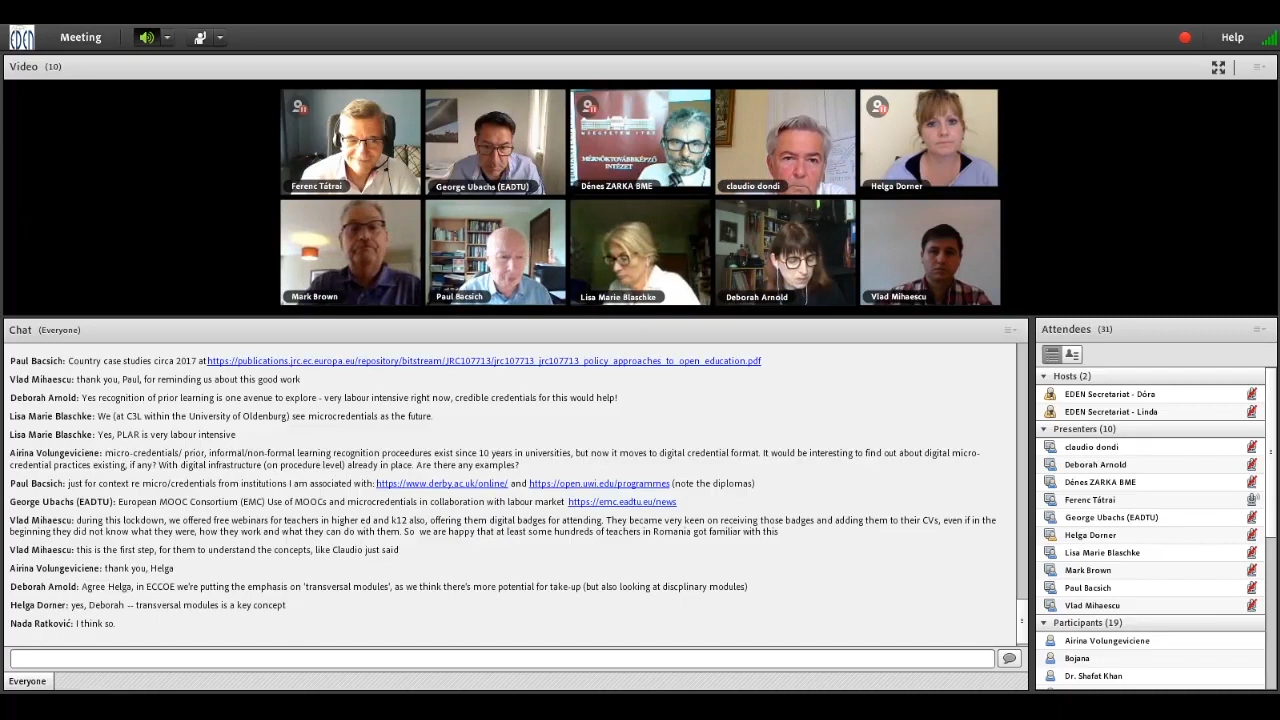 EDEN
Meeting
Help
Video (10)
Ferenc Tátrai
George Ubachs (EADTU)
MÉRNÖKTOVÁBBKÉPZŐ
INTÉZET
Dénes ZARKA BME
claudio dondi
Helga Dorner
Mark Brown
Paul Bacsich
Lisa Marie Blaschke
Deborah Arnold
Vlad Mihaescu
Chat (Everyone)
Paul Bacsich: Country case studies circa 2017 at https://publications.jrc.ec.europa.eu/repository/bitstream/JRC107713/jrc107713_jrc107713_policy_approaches_to_open_education.pdf
Vlad Mihaescu: thank you, Paul, for reminding us about this good work
Deborah Arnold: Yes recognition of prior learning is one avenue to explore - very labour intensive right now, credible credentials for this would help!
Lisa Marie Blaschke: We (at C3L within the University of Oldenburg) see microcredentials as the future.
Lisa Marie Blaschke: Yes, PLAR is very labour intensive
Airina Volungeviciene: micro-credentials/ prior, informal/non-formal learning recognition proceedures exist since 10 years in universities, but now it moves to digital credential format. It would be interesting to find out about digital micro-
credential practices existing, if any? With digital infrastructure (on procedure level) already in place. Are there any examples?
Paul Bacsich: just for context re micro/credentials from institutions I am associated with: https://www.derby.ac.uk/online/ and https://open.uwi.edu/programmes (note the diplomas)
George Ubachs (EADTU): European MOOC Consortium (EMC) Use of MOOCs and microcredentials in collaboration with labour market https://emc.eadtu.eu/news
Vlad Mihaescu: during this lockdown, we offered free webinars for teachers in higher ed and k12 also, offering them digital badges for attending. They became very keen on receiving those badges and adding them to their CVs, even if in the
beginning they did not know what they were, how they work and what they can do with them. So we are happy that at least some hundreds of teachers in Romania got familiar with this
Vlad Mihaescu: this is the first step, for them to understand the concepts, like Claudio just said
Airina Volungeviciene: thank you, Helga
Deborah Arnold: Agree Helga, in ECCOE we're putting the emphasis on 'transversal modules', as we think there's more potential for take-up (but also looking at discplinary modules)
Helga Dorner: yes, Deborah -- transversal modules is a key concept
Nada Ratković: I think so.
Everyone
Attendees (31)
Hosts (2)
EDEN Secretariat - Dóra
EDEN Secretariat - Linda
Presenters (10)
claudio dondi
Deborah Arnold
Dénes ZARKA BME
Ferenc Tátrai
George Ubachs (EADTU)
Helga Dorner
Lisa Marie Blaschke
Mark Brown
Paul Bacsich
Vlad Mihaescu
Participants (19)
Airina Volungeviciene
Bojana
Dr. Shafat Khan